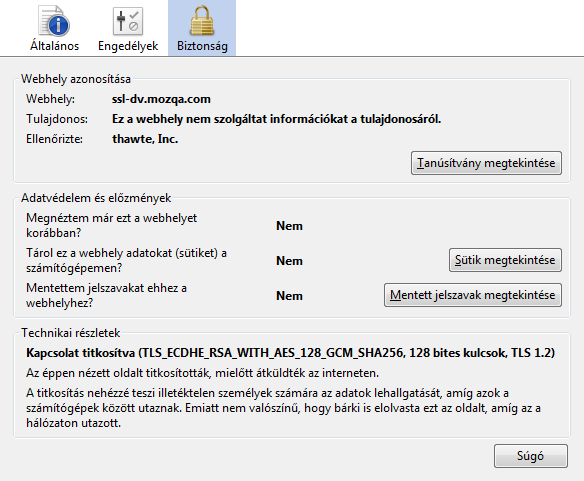 Általános Engedélyek Biztonság
Webhely azonosítása
Webhely: ssl-dv.mozqa.com
Tulajdonos: Ez a webhely nem szolgáltat információkat a tulajdonosáról.
Ellenőrizte: thawte, Inc.
Tanúsítvány megtekintése
Adatvédelem és előzmények
Megnéztem már ezt a webhelyet
korábban?
Nem
Tárol ez a webhely adatokat (sütiket) a
számítógépemen?
Nem
Sütik megtekintése
Mentettem jelszavakat ehhez a
webhelyhez?
Nem
Mentett jelszavak megtekintése
Technikai részletek
Kapcsolat titkosítva (TLS_ECDHE_RSA_WITH_AES_128_GCM_SHA256, 128 bites kulcsok, TLS 1.2)
Az éppen nézett oldalt titkosították, mielőtt átküldték az interneten.
A titkosítás nehézzé teszi illetéktelen személyek számára az adatok lehallgatását, amíg azok a
számítógépek között utaznak. Emiatt nem valószínű, hogy bárki is elolvasta ezt az oldalt, amíg az a
hálózaton utazott.
Súgó